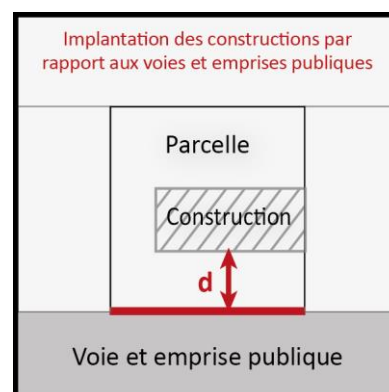 Implantation des constructions par
rapport aux voies et emprises publiques
Parcelle
Construction
d
Voie et emprise publique